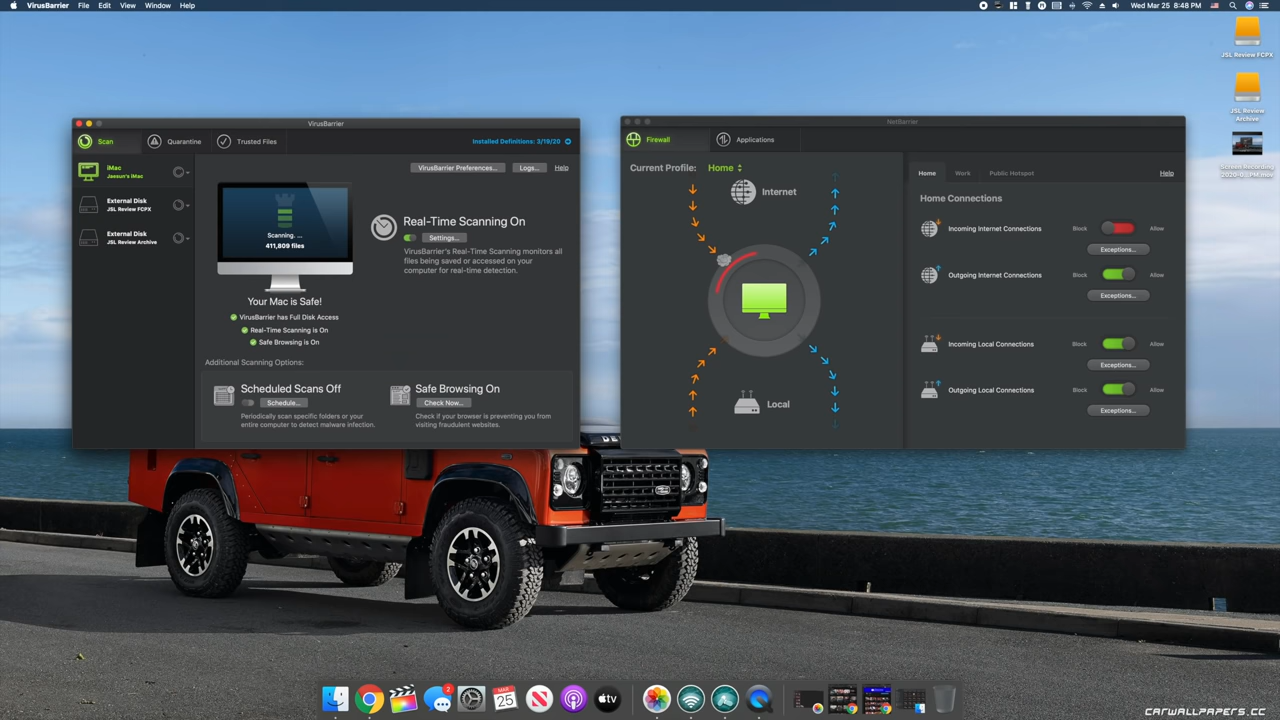 VirusBarrier File Edit View Window Help
Wed Mar 25 8:48 PM
JSL Review FCPX
JSL Review
Archive
Screen Recording
VirusBarrier
Scan
Quarantine
Trusted Files
Installed Definitions: 3/19/20
iMac
External Disk
JSL Review FCPX
External Disk
JSL Review Archive
VirusBarrier Preferences...
Logs...
Help
Scanning. ...
411,809 files
Your Mac is Safe!
VirusBarrier has Full Disk Access
Real-Time Scanning is On
Safe Browsing is On
Real-Time Scanning On
Settings...
VirusBarrier's Real-Time Scanning monitors all
files being saved or accessed on your
computer for real-time detection.
Additional Scanning Options:
Scheduled Scans Off
Schedule...
Periodically scan specific folders or your
entire computer to detect malware infection.
Safe Browsing On
Check Now...
Check if your browser is preventing you from
visiting fraudulent websites.
NetBarrier
Firewall
Applications
Current Profile:
Home
Internet
Local
Home
Work
Public Hotspot
Help
Home Connections
Incoming Internet Connections
Block
Allow
Exceptions...
Outgoing Internet Connections
Block
Allow
Exceptions...
Incoming Local Connections
Block
Allow
Exceptions...
Outgoing Local Connections
Block
Allow
Exceptions...
MAR
25
tv
CARWALLPAPERS.CC